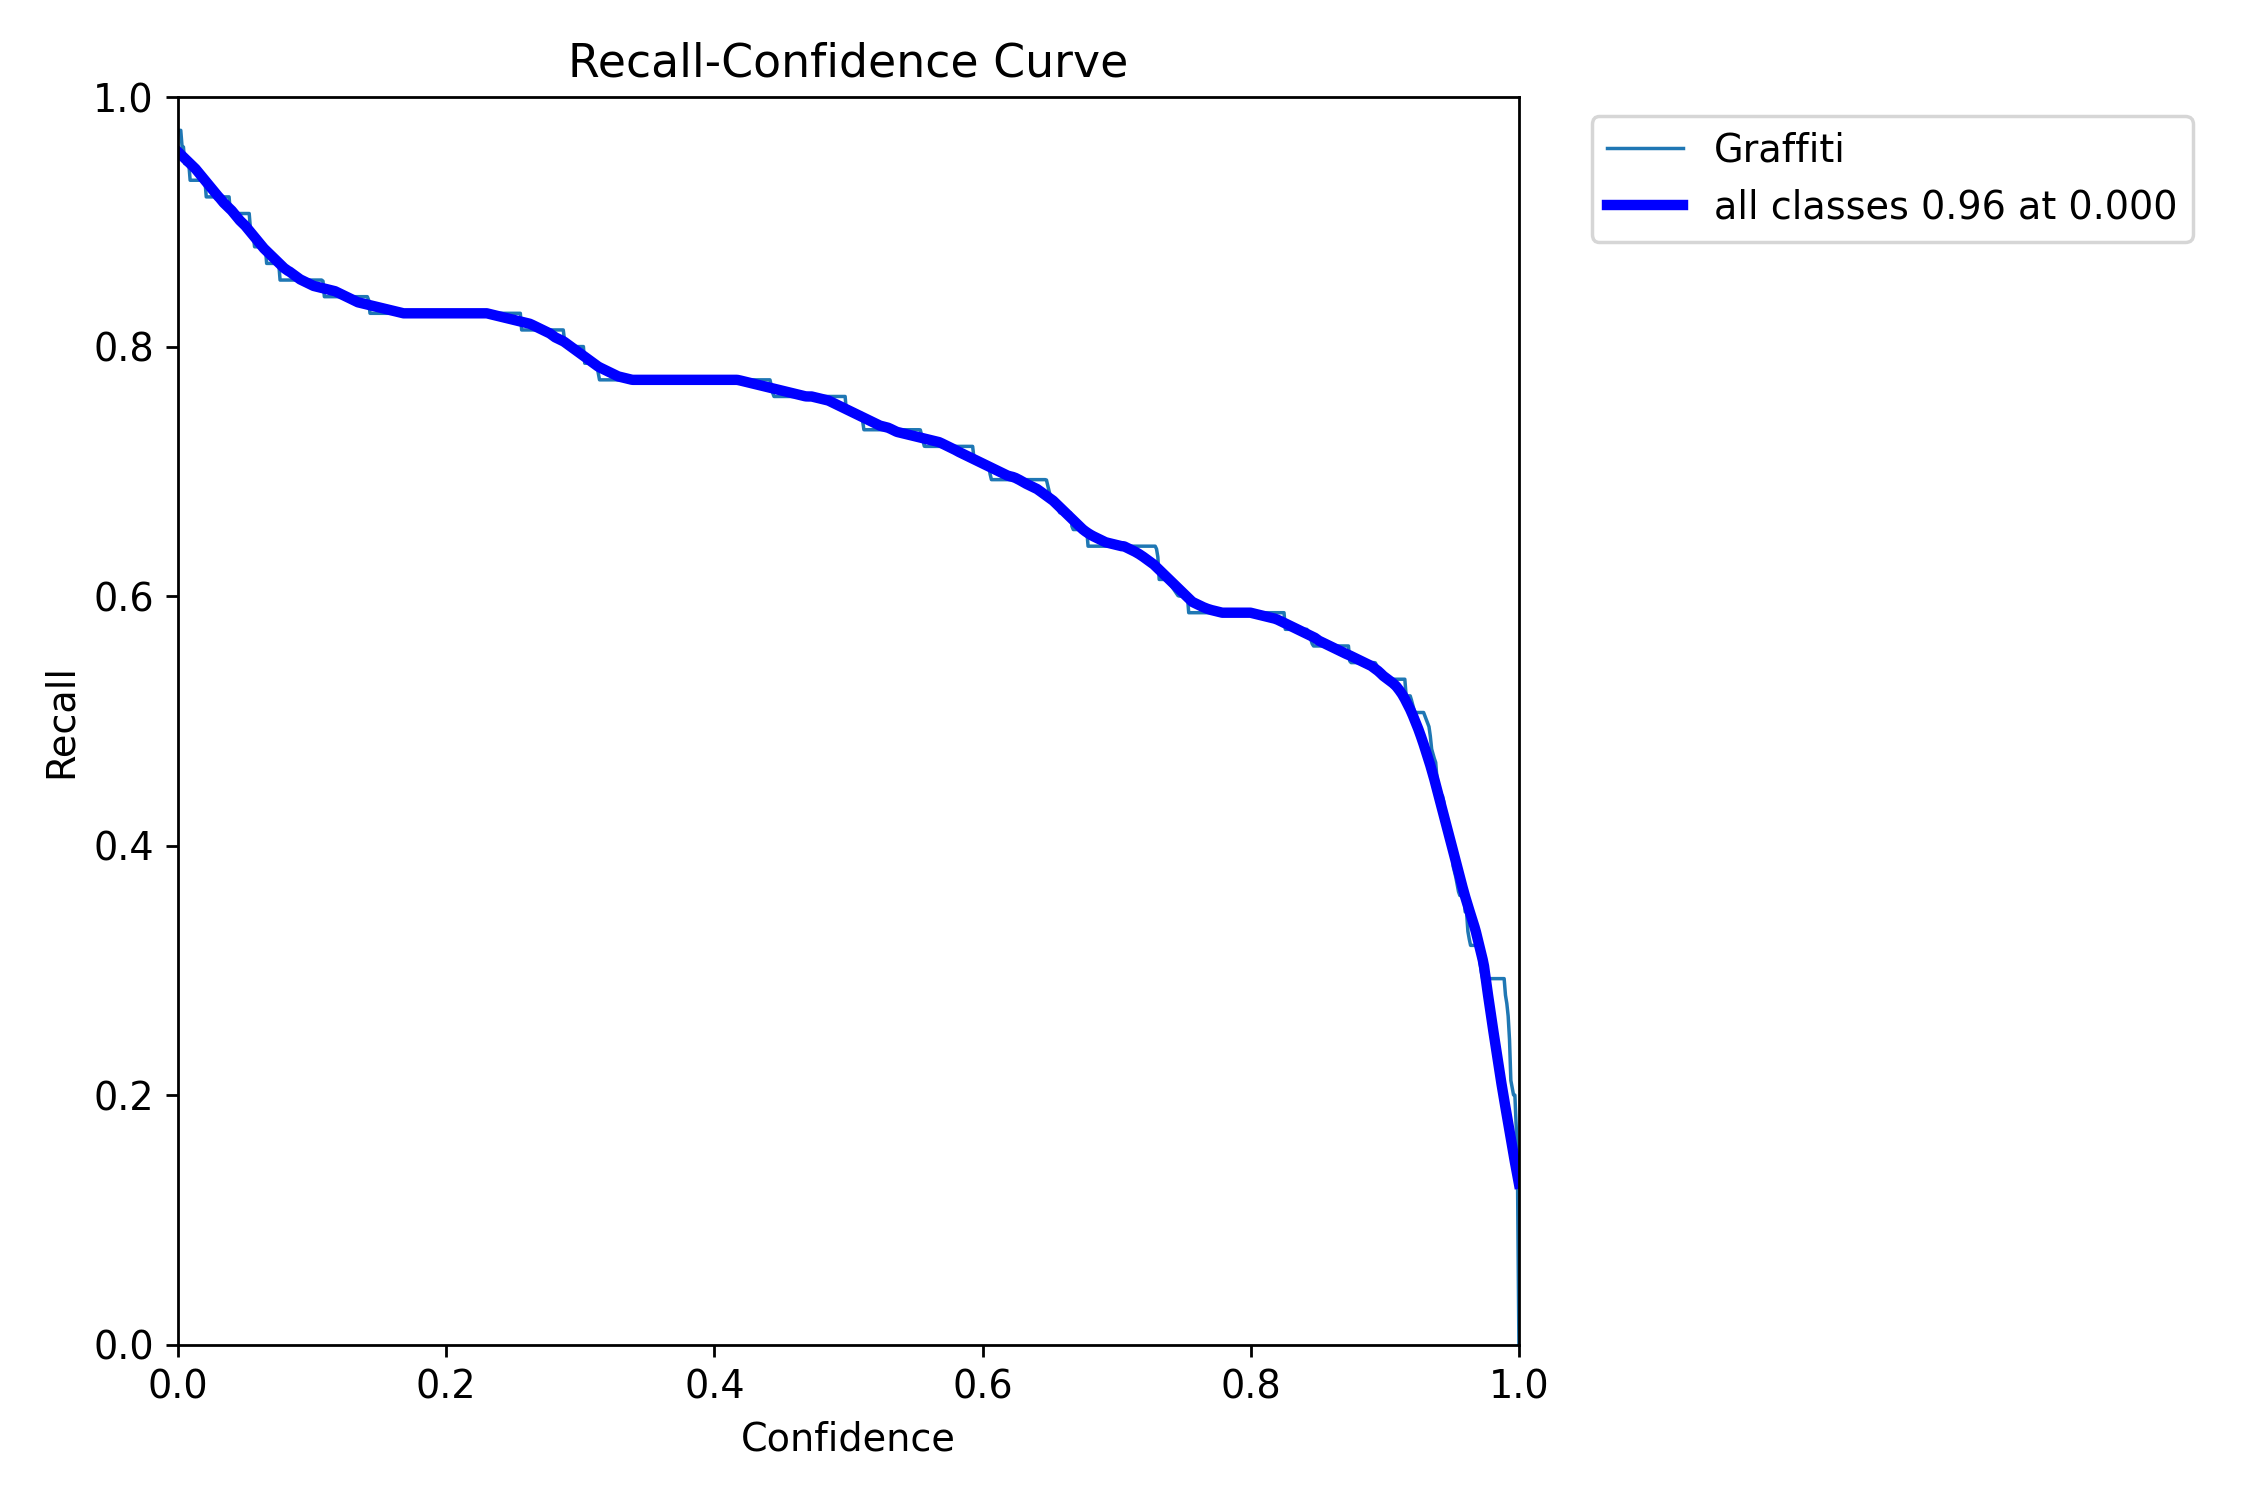 Recall-Confidence Curve
1.0
0.8
0.6
0.4
0.2
0.0
Recall
0.0 0.2 0.4 0.6 0.8 1.0
Confidence
Graffiti
all classes 0.96 at 0.000